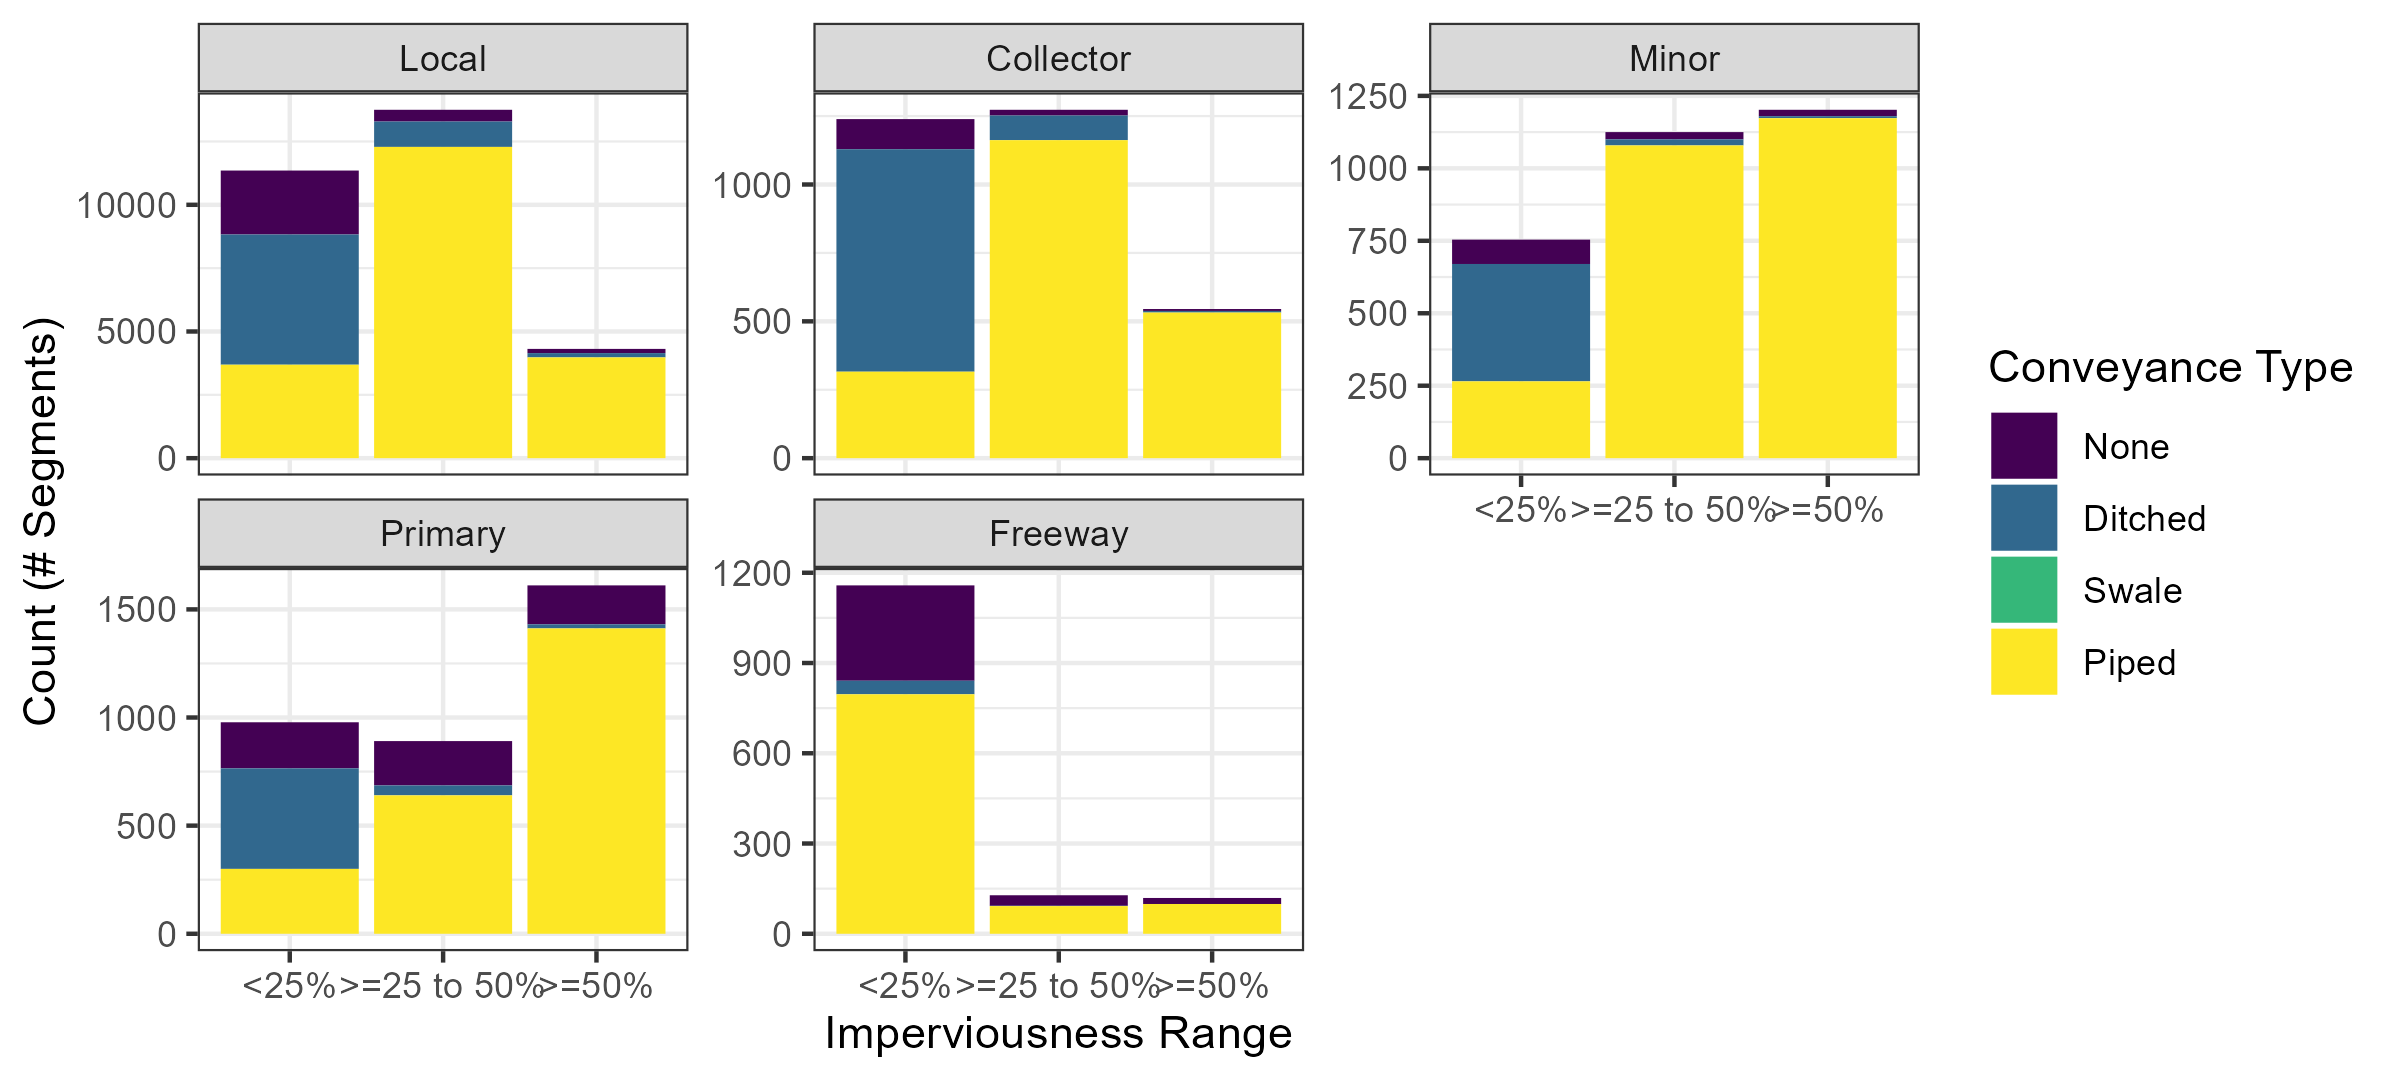 Local
Collector
Minor
10000
5000
0
1000
500
0
1250
1000
750
500
250
0
<25%
>=25 to 50%
>=50%
Primary
Freeway
1500
1000
500
0
1200
900
600
300
0
<25%
>=25 to 50%
>=50%
<25%
>=25 to 50%
>=50%
Count (# Segments)
Imperviousness Range
Conveyance Type
None
Ditched
Swale
Piped